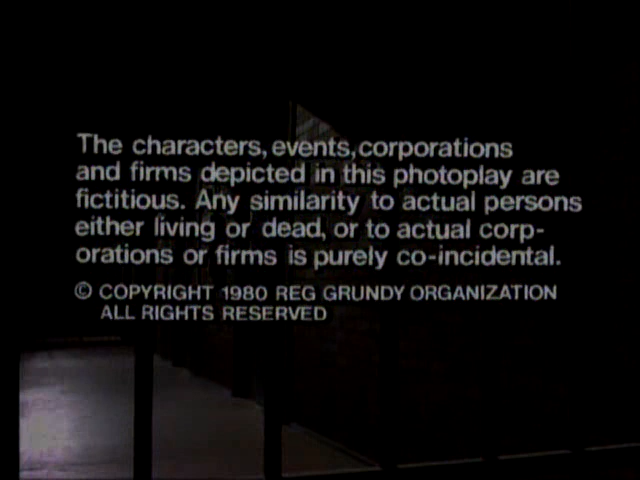 The characters, events, corporations
and firms depicted in this photoplay are
fictitious. Any similarity to actual persons
either living or dead, or to actual corp-
orations or firms is purely co-incidental.
© COPYRIGHT 1980 REG GRUNDY ORGANIZATION
ALL RIGHTS RESERVED